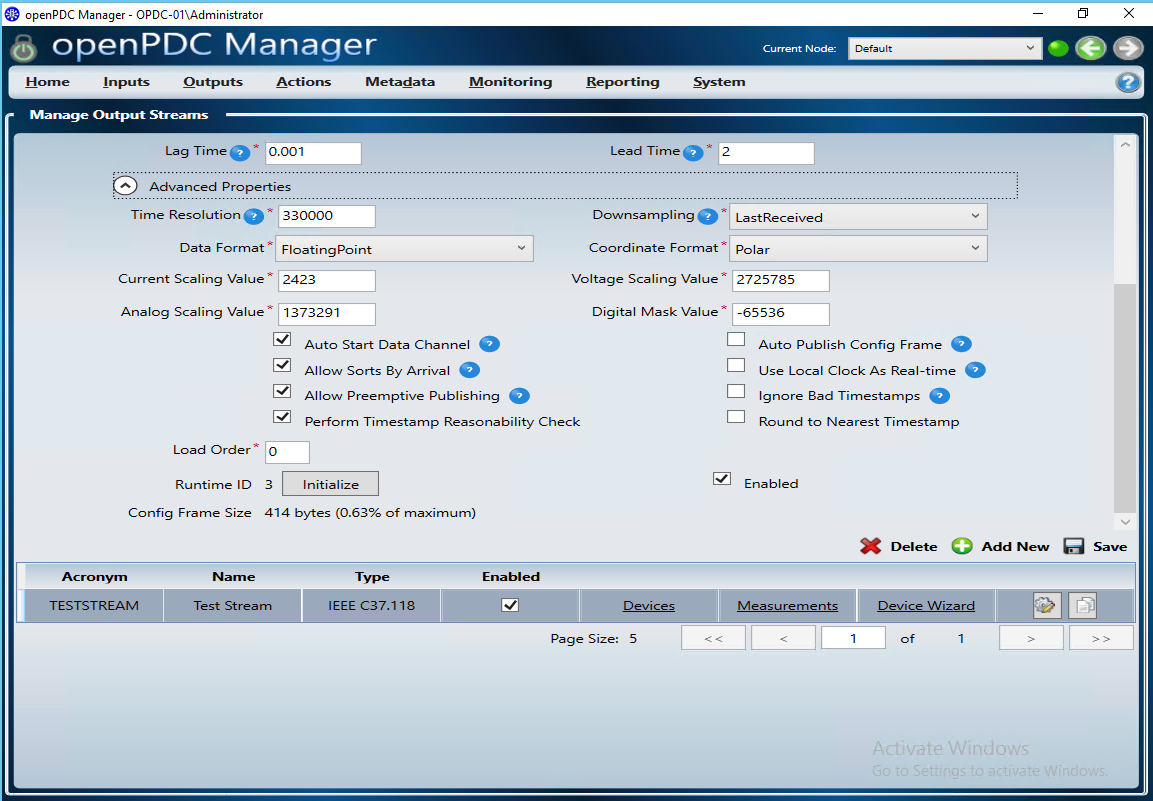 openPDC Manager - OPDC-01\Administrator
openPDC Manager
Current Node: Default
Home Inputs Outputs Actions Metadata Monitoring Reporting System
Manage Output Streams
Lag Time ? * 0.001 Lead Time ? * 2
Advanced Properties
Time Resolution ? * 330000 Downsampling ? * LastReceived
Data Format * FloatingPoint Coordinate Format * Polar
Current Scaling Value * 2423 Voltage Scaling Value * 2725785
Analog Scaling Value * 1373291 Digital Mask Value * -65536
Auto Start Data Channel ? Auto Publish Config Frame ?
Allow Sorts By Arrival ? Use Local Clock As Real-time ?
Allow Preemptive Publishing ? Ignore Bad Timestamps ?
Perform Timestamp Reasonability Check Round to Nearest Timestamp
Load Order * 0
Runtime ID 3 Initialize Enabled
Config Frame Size 414 bytes (0.63% of maximum)
Delete Add New Save
Acronym Name Type Enabled
TESTSTREAM Test Stream IEEE C37.118 Devices Measurements Device Wizard
Page Size: 5 << < 1 of 1 > >>
Activate Windows
Go to Settings to activate Windows.